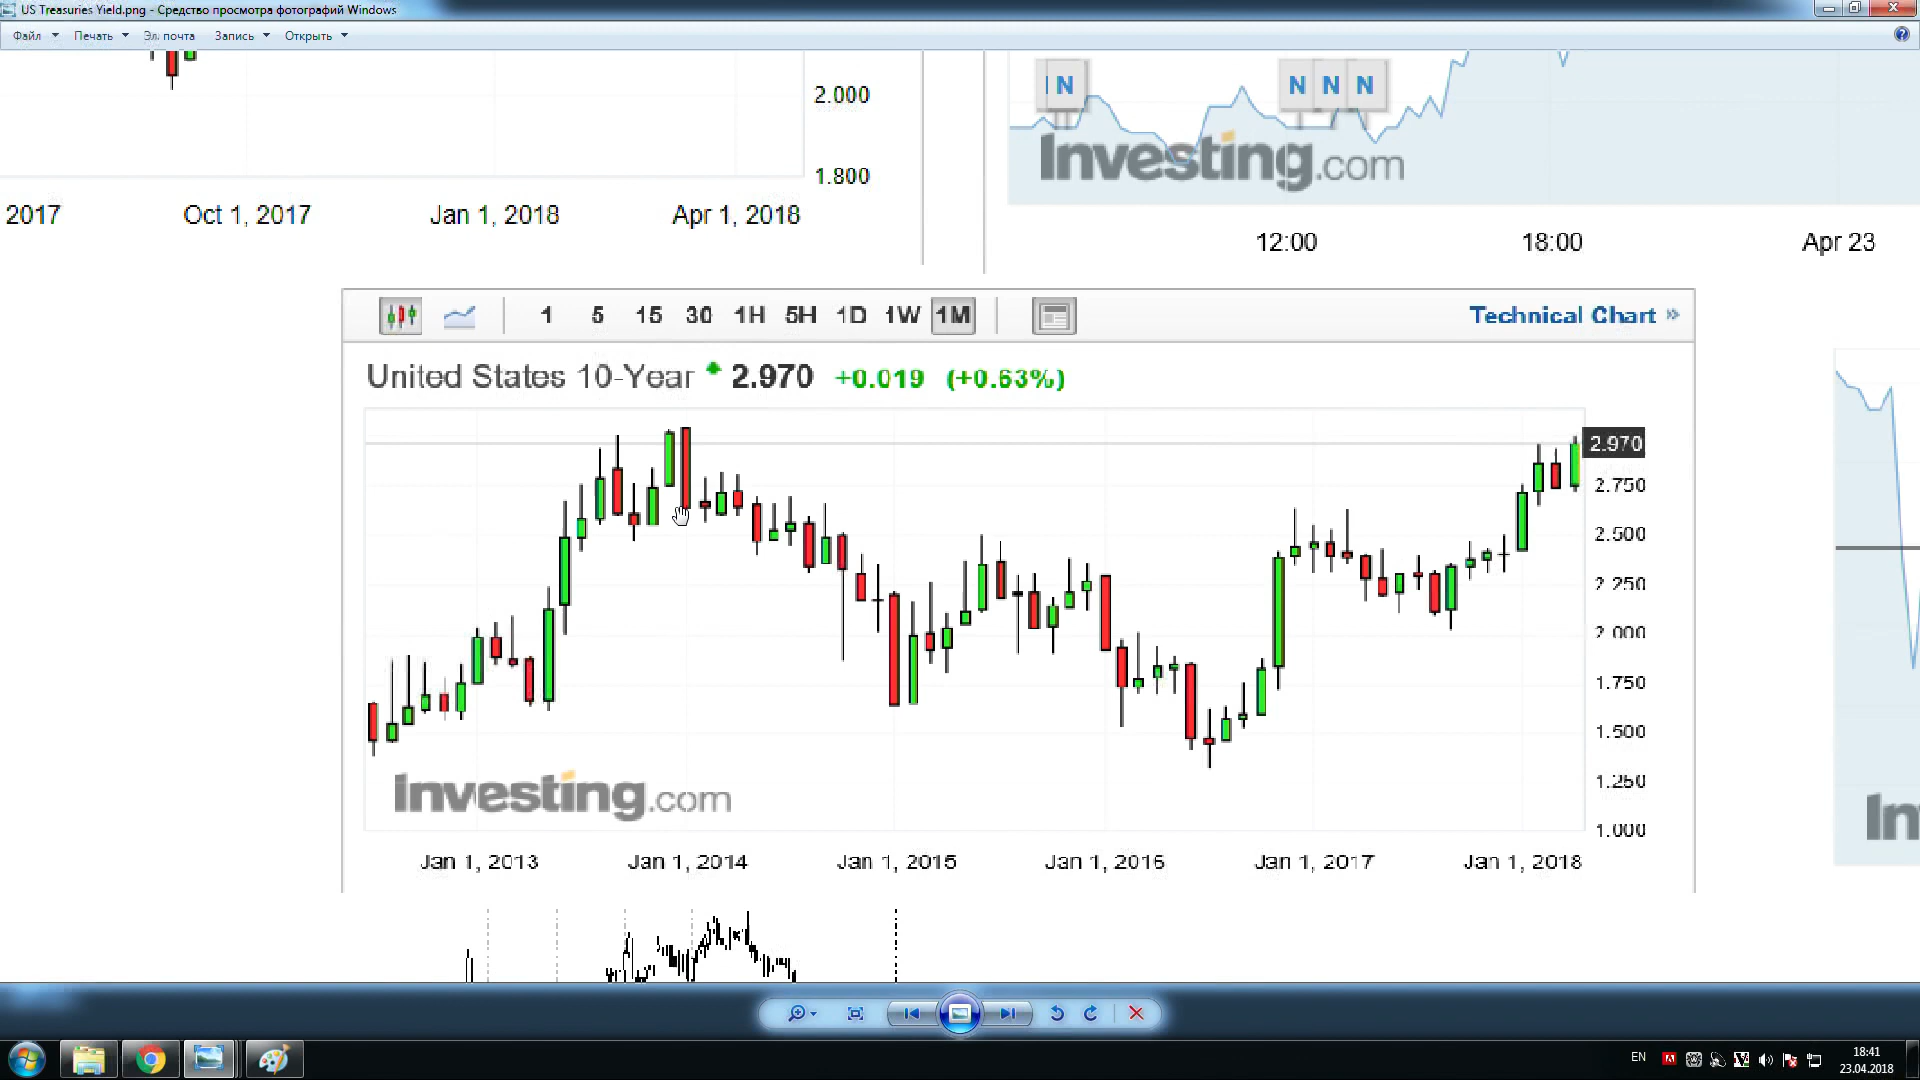 US Treasuries Yield.png - Средство просмотра фотографий Windows
Файл Печать Эл. почта Запись Открыть
2.000
1.800
2017 Oct 1, 2017 Jan 1, 2018 Apr 1, 2018
N N N N
Investing.com
12:00 18:00 Apr 23
1 5 15 30 1H 5H 1D 1W 1M Technical Chart »
United States 10-Year 2.970 +0.019 (+0.63%)
2.970
2.750
2.500
2.250
2.000
1.750
1.500
1.250
1.000
Investing.com
Jan 1, 2013 Jan 1, 2014 Jan 1, 2015 Jan 1, 2016 Jan 1, 2017 Jan 1, 2018
In
EN
18:41
23.04.2018